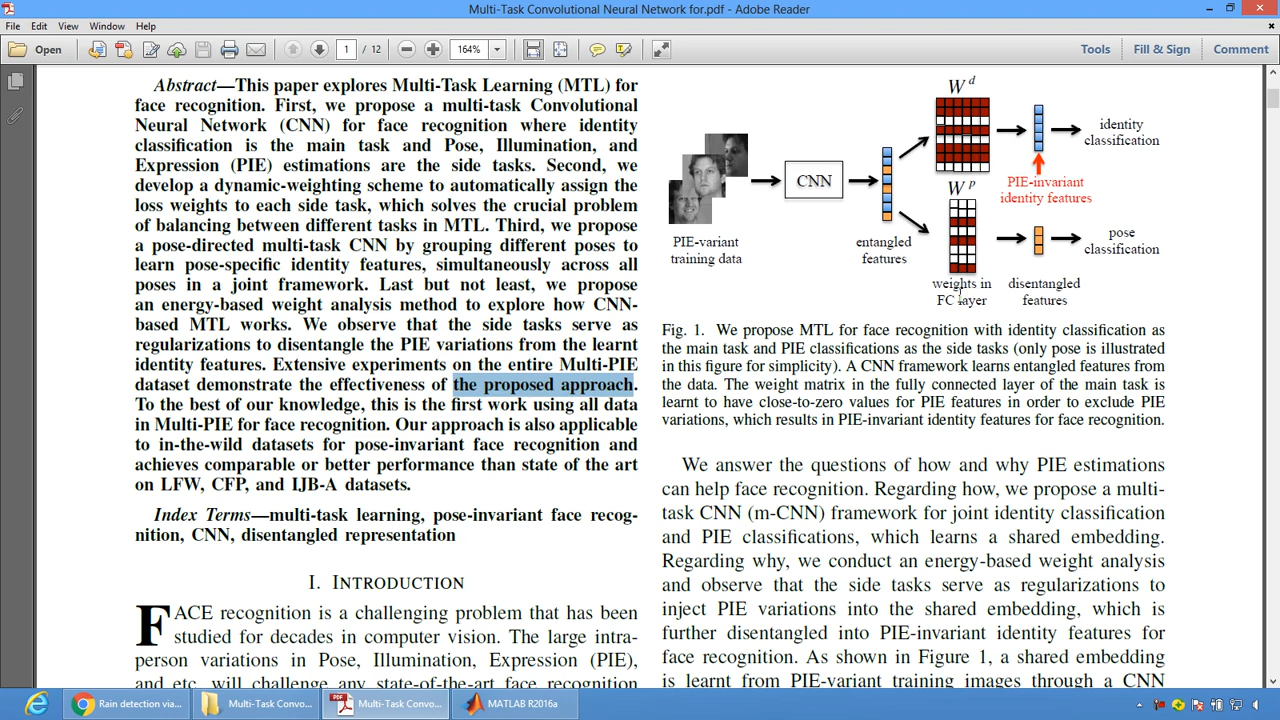 Multi-Task Convolutional Neural Network for.pdf - Adobe Reader
File Edit View Window Help
Open 1 / 12 164% Tools Fill & Sign Comment
Abstract—This paper explores Multi-Task Learning (MTL) for
face recognition. First, we propose a multi-task Convolutional
Neural Network (CNN) for face recognition where identity
classification is the main task and Pose, Illumination, and
Expression (PIE) estimations are the side tasks. Second, we
develop a dynamic-weighting scheme to automatically assign the
loss weights to each side task, which solves the crucial problem
of balancing between different tasks in MTL. Third, we propose
a pose-directed multi-task CNN by grouping different poses to
learn pose-specific identity features, simultaneously across all
poses in a joint framework. Last but not least, we propose
an energy-based weight analysis method to explore how CNN-
based MTL works. We observe that the side tasks serve as
regularizations to disentangle the PIE variations from the learnt
identity features. Extensive experiments on the entire Multi-PIE
dataset demonstrate the effectiveness of the proposed approach.
To the best of our knowledge, this is the first work using all data
in Multi-PIE for face recognition. Our approach is also applicable
to in-the-wild datasets for pose-invariant face recognition and
achieves comparable or better performance than state of the art
on LFW, CFP, and IJB-A datasets.
Index Terms—multi-task learning, pose-invariant face recog-
nition, CNN, disentangled representation
I. INTRODUCTION
FACE recognition is a challenging problem that has been
studied for decades in computer vision. The large intra-
person variations in Pose, Illumination, Expression (PIE),
and etc. will challenge any state-of-the-art face recognition
W d
identity
classification
CNN
PIE-invariant
identity features
W p
PIE-variant
training data
entangled
features
pose
classification
weights in
FC layer
disentangled
features
Fig. 1. We propose MTL for face recognition with identity classification as
the main task and PIE classifications as the side tasks (only pose is illustrated
in this figure for simplicity). A CNN framework learns entangled features from
the data. The weight matrix in the fully connected layer of the main task is
learnt to have close-to-zero values for PIE features in order to exclude PIE
variations, which results in PIE-invariant identity features for face recognition.
We answer the questions of how and why PIE estimations
can help face recognition. Regarding how, we propose a multi-
task CNN (m-CNN) framework for joint identity classification
and PIE classifications, which learns a shared embedding.
Regarding why, we conduct an energy-based weight analysis
and observe that the side tasks serve as regularizations to
inject PIE variations into the shared embedding, which is
further disentangled into PIE-invariant identity features for
face recognition. As shown in Figure 1, a shared embedding
is learnt from PIE-variant training images through a CNN
Rain detection via... Multi-Task Convo... Multi-Task Convo... MATLAB R2016a